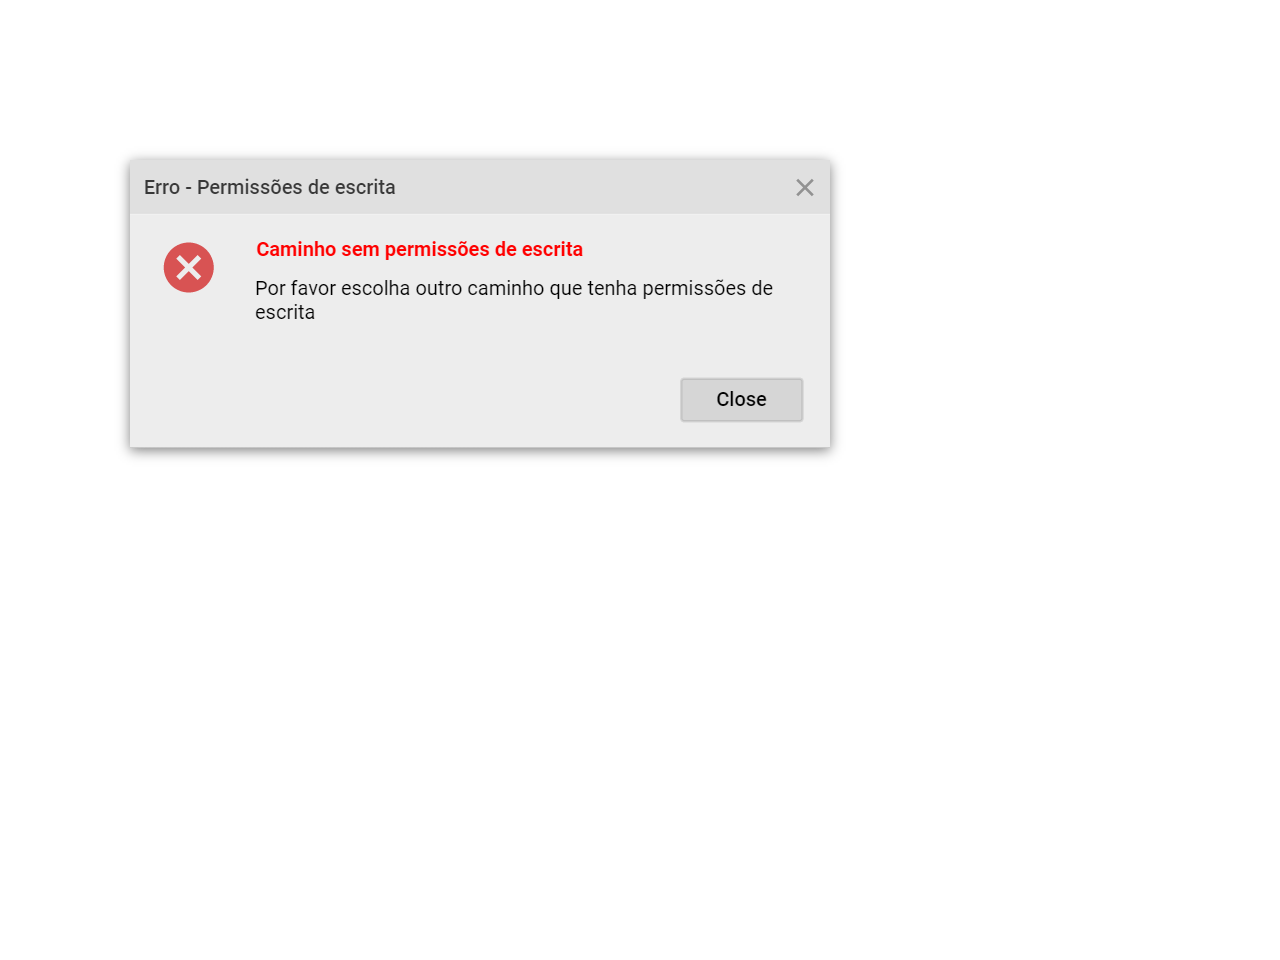 Erro - Permissões de escrita
Caminho sem permissões de escrita
Por favor escolha outro caminho que tenha permissões de
escrita
Close